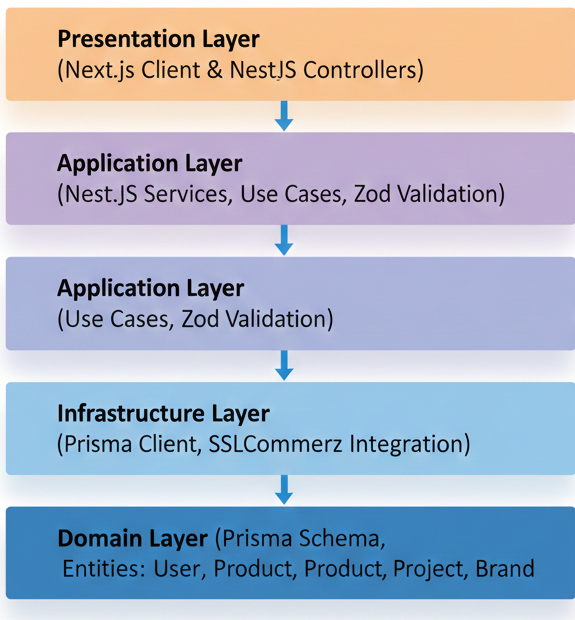 Presentation Layer
(Next.js Client & NestJS Controllers)
Application Layer
(Nest.JS Services, Use Cases, Zod Validation)
Application Layer
(Use Cases, Zod Validation)
Infrastructure Layer
(Prisma Client, SSLCommerz Integration)
Domain Layer (Prisma Schema,
Entities: User, Product, Product, Project, Brand